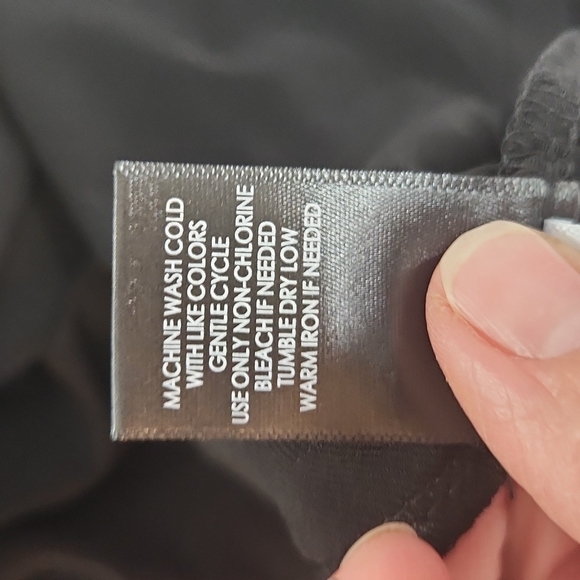 MACHINE WASH COLD
WITH LIKE COLORS
GENTLE CYCLE
USE ONLY NON-CHLORINE
BLEACH IF NEEDED
TUMBLE DRY LOW
WARM IRON IF NEEDED